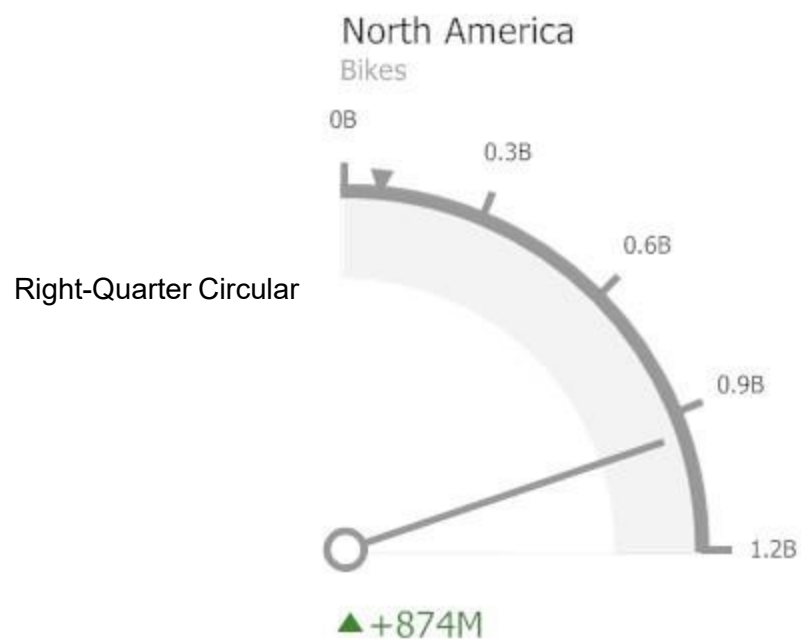 North America
Bikes
0B
0.3B
0.6B
Right-Quarter Circular
0.9B
1.2B
+874M